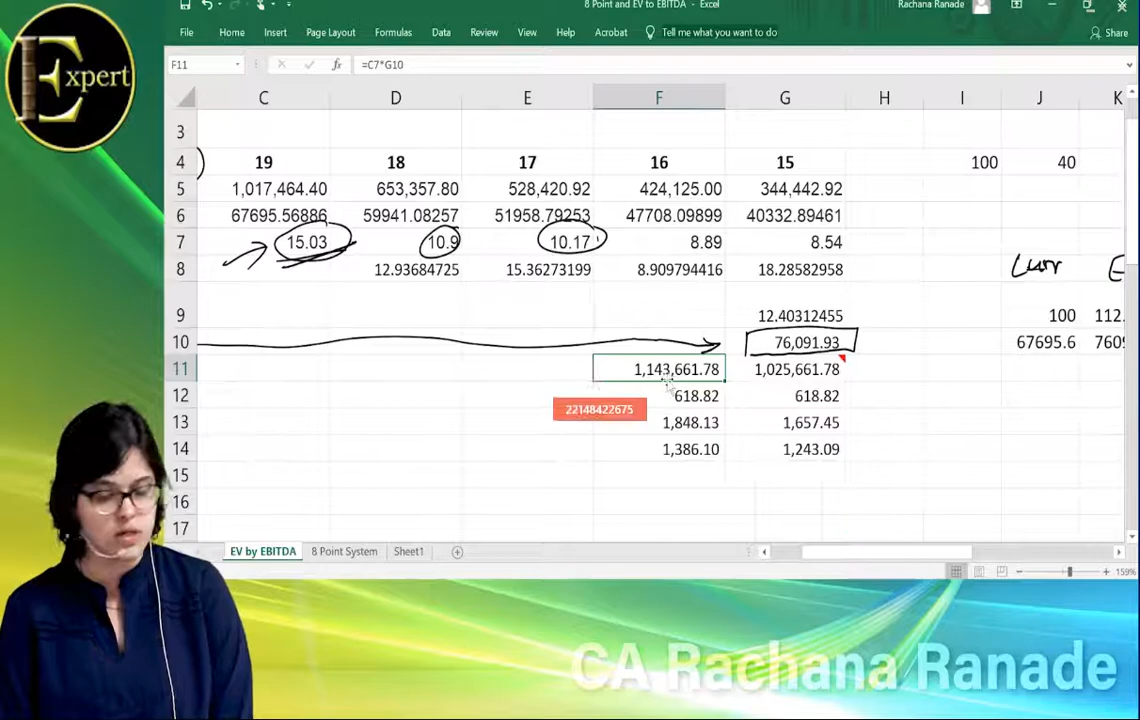 8 Point and EV to EBITDA - Excel
Rachana Ranade
File Home Insert Page Layout Formulas Data Review View Help Acrobat Tell me what you want to do Share
Expert
F11 fx =C7*G10
C D E F G H I J K
3
4 ) 19 18 17 16 15 100 40
5 1,017,464.40 653,357.80 528,420.92 424,125.00 344,442.92
6 67695.56886 59941.08257 51958.79253 47708.09899 40332.89461
7 15.03 10.9 10.17 8.89 8.54
8 12.93684725 15.36273199 8.909794416 18.28582958 Curr E
9 12.40312455 100 112.
10 76,091.93 67695.6 7609
11 1,143,661.78 1,025,661.78
12 618.82 618.82
22148422675
13 1,848.13 1,657.45
14 1,386.10 1,243.09
15
16
17
EV by EBITDA 8 Point System Sheet1
159%
CA Rachana Ranade